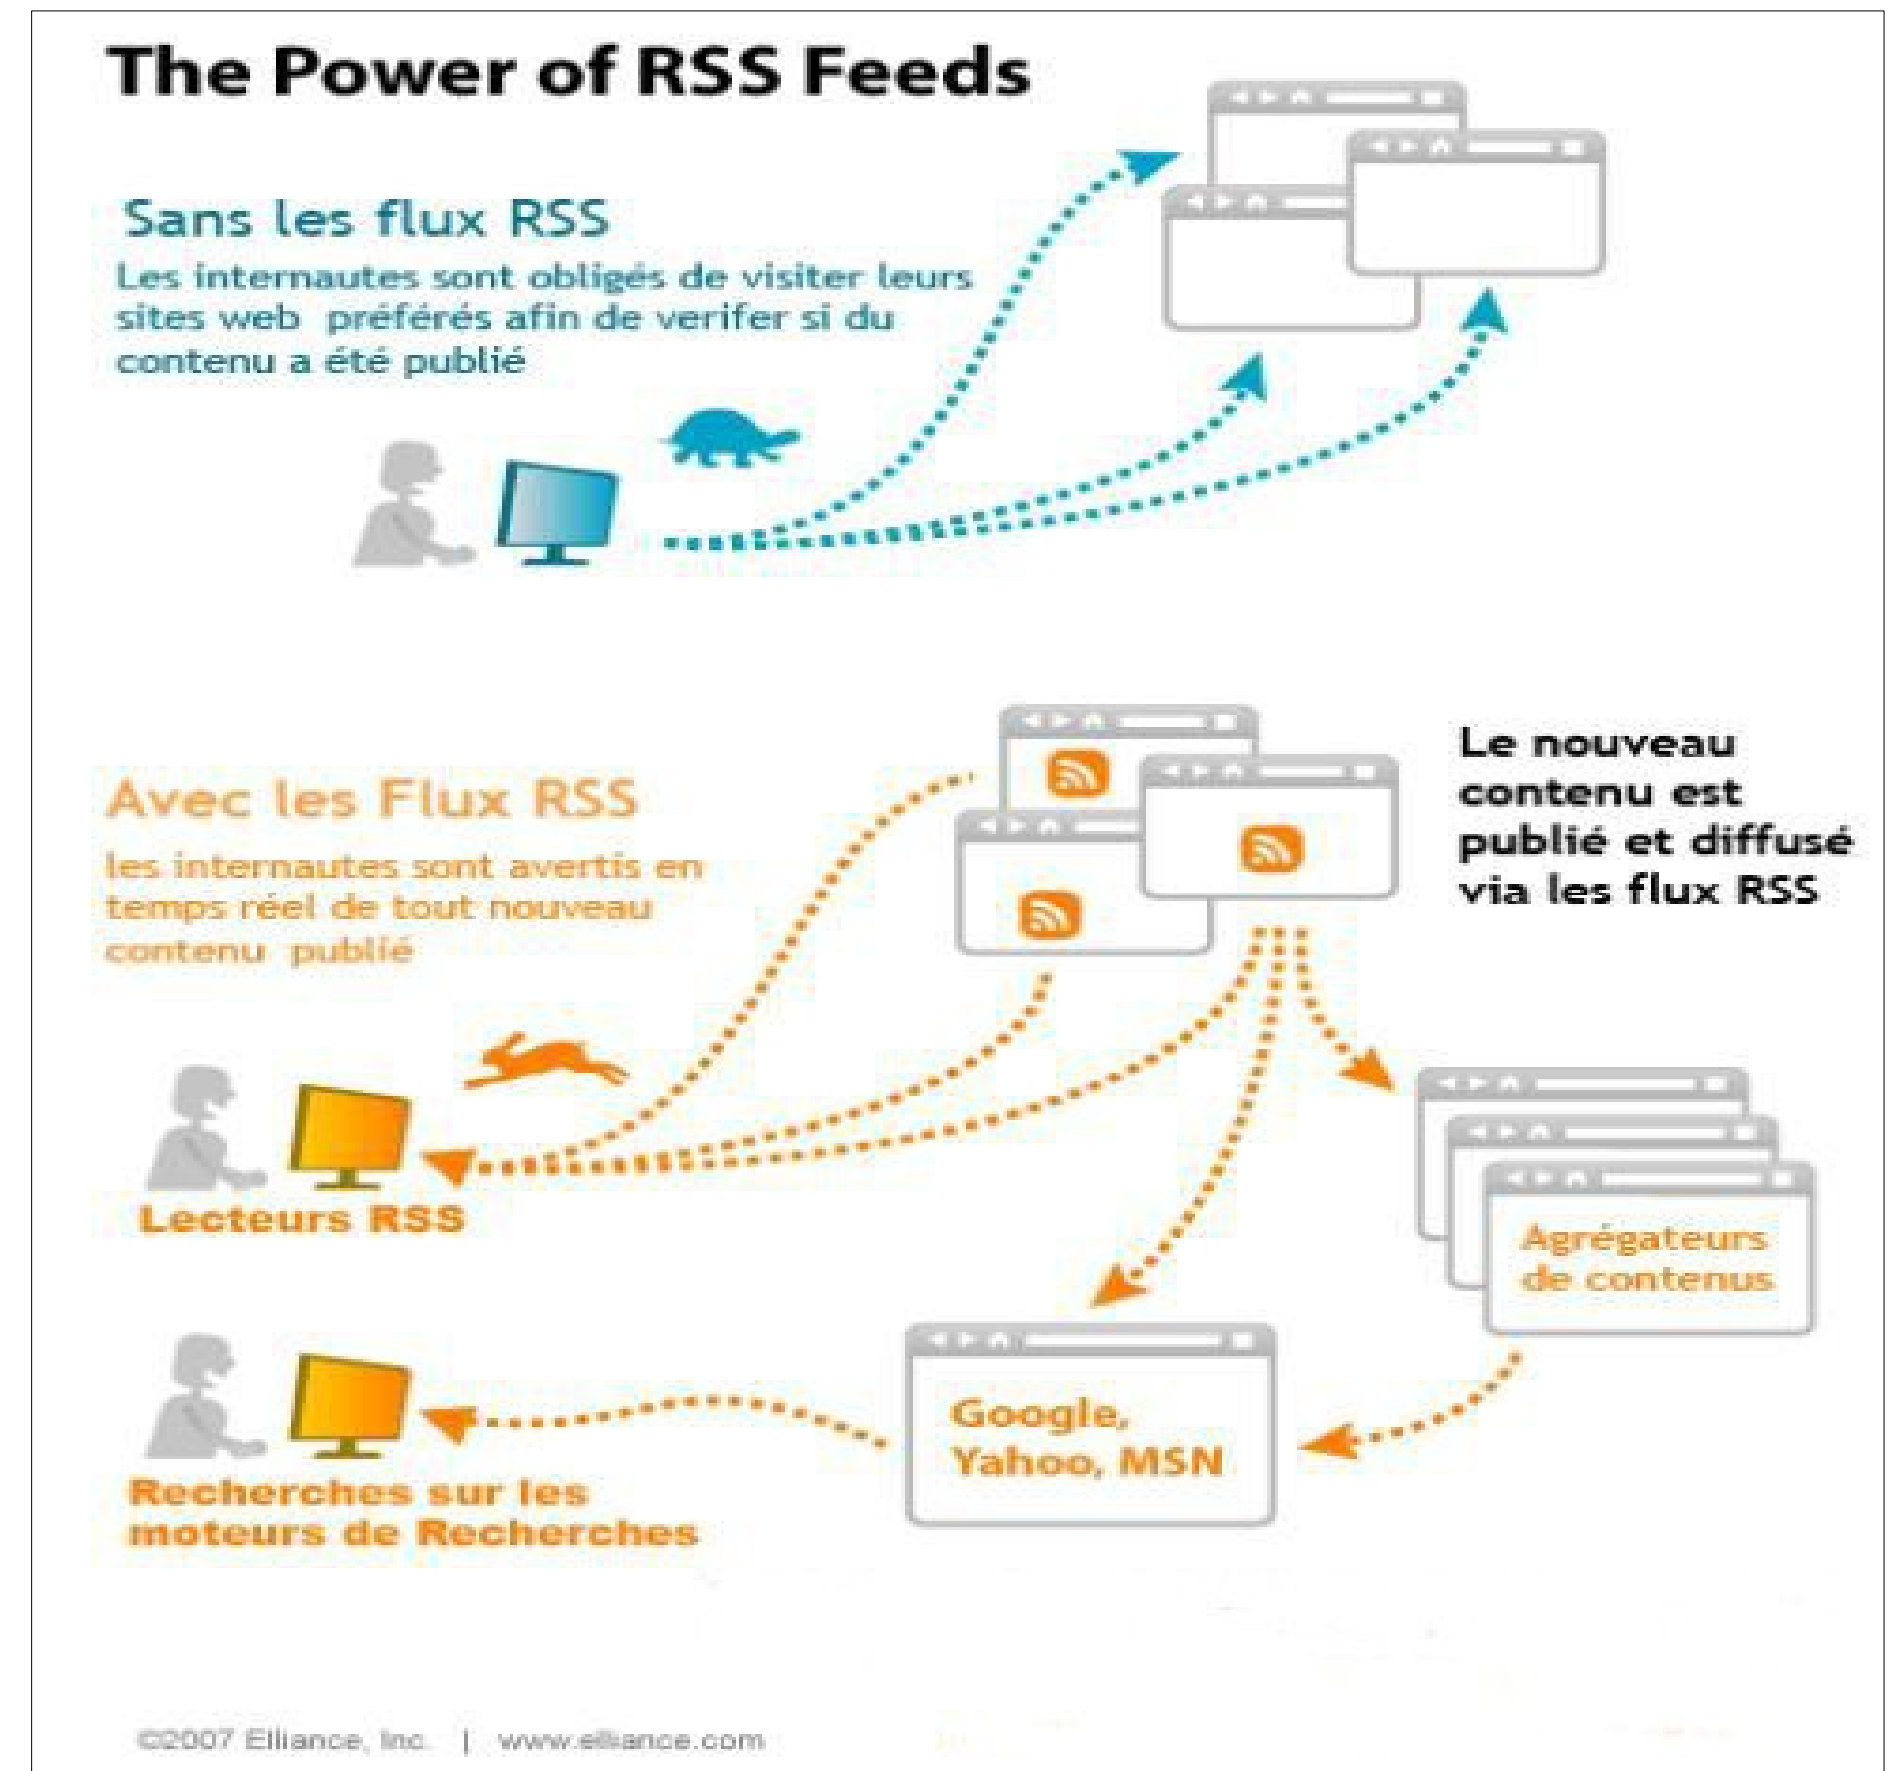 The Power of RSS Feeds
Sans les flux RSS
Les internautes sont obligés de visiter leurs
sites web préférés afin de verifer si du
contenu a été publié
Avec les Flux RSS
les internautes sont avertis en
temps réel de tout nouveau
contenu publié
Le nouveau
contenu est
publié et diffusé
via les flux RSS
Lecteurs RSS
Agrégateurs
de contenus
Google,
Yahoo, MSN
Recherches sur les
moteurs de Recherches
©2007 Elliance, Inc. | www.elliance.com